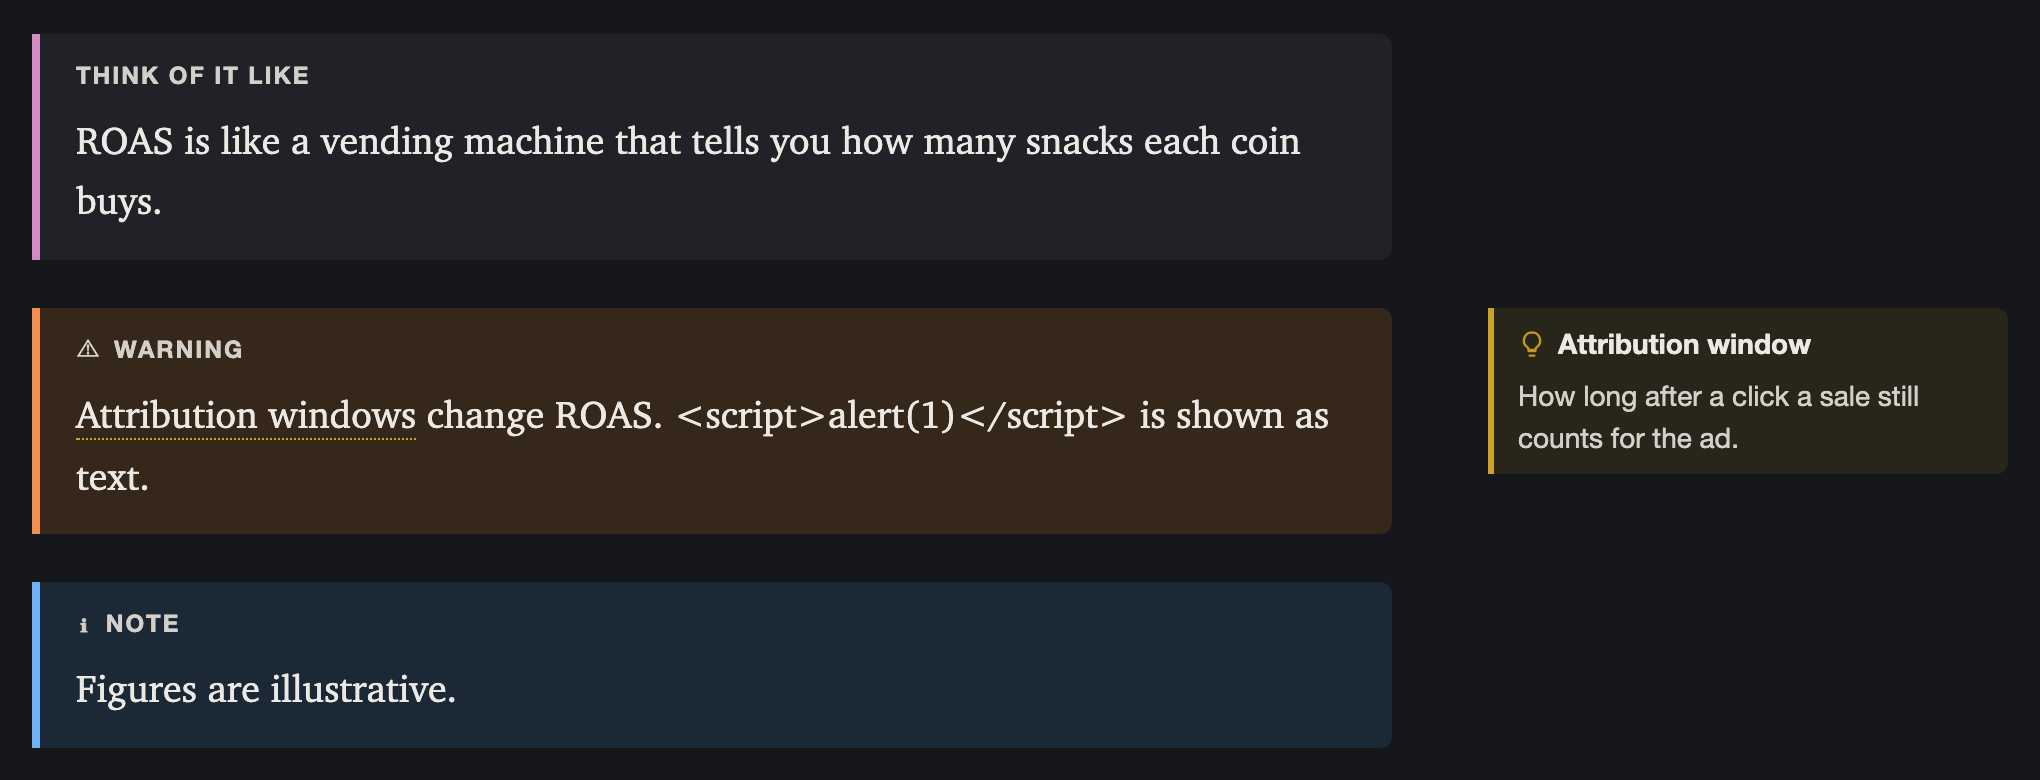 THINK OF IT LIKE
ROAS is like a vending machine that tells you how many snacks each coin
buys.
⚠ WARNING
Attribution windows change ROAS. <script>alert(1)</script> is shown as
text.
Attribution window
How long after a click a sale still
counts for the ad.
ℹ NOTE
Figures are illustrative.